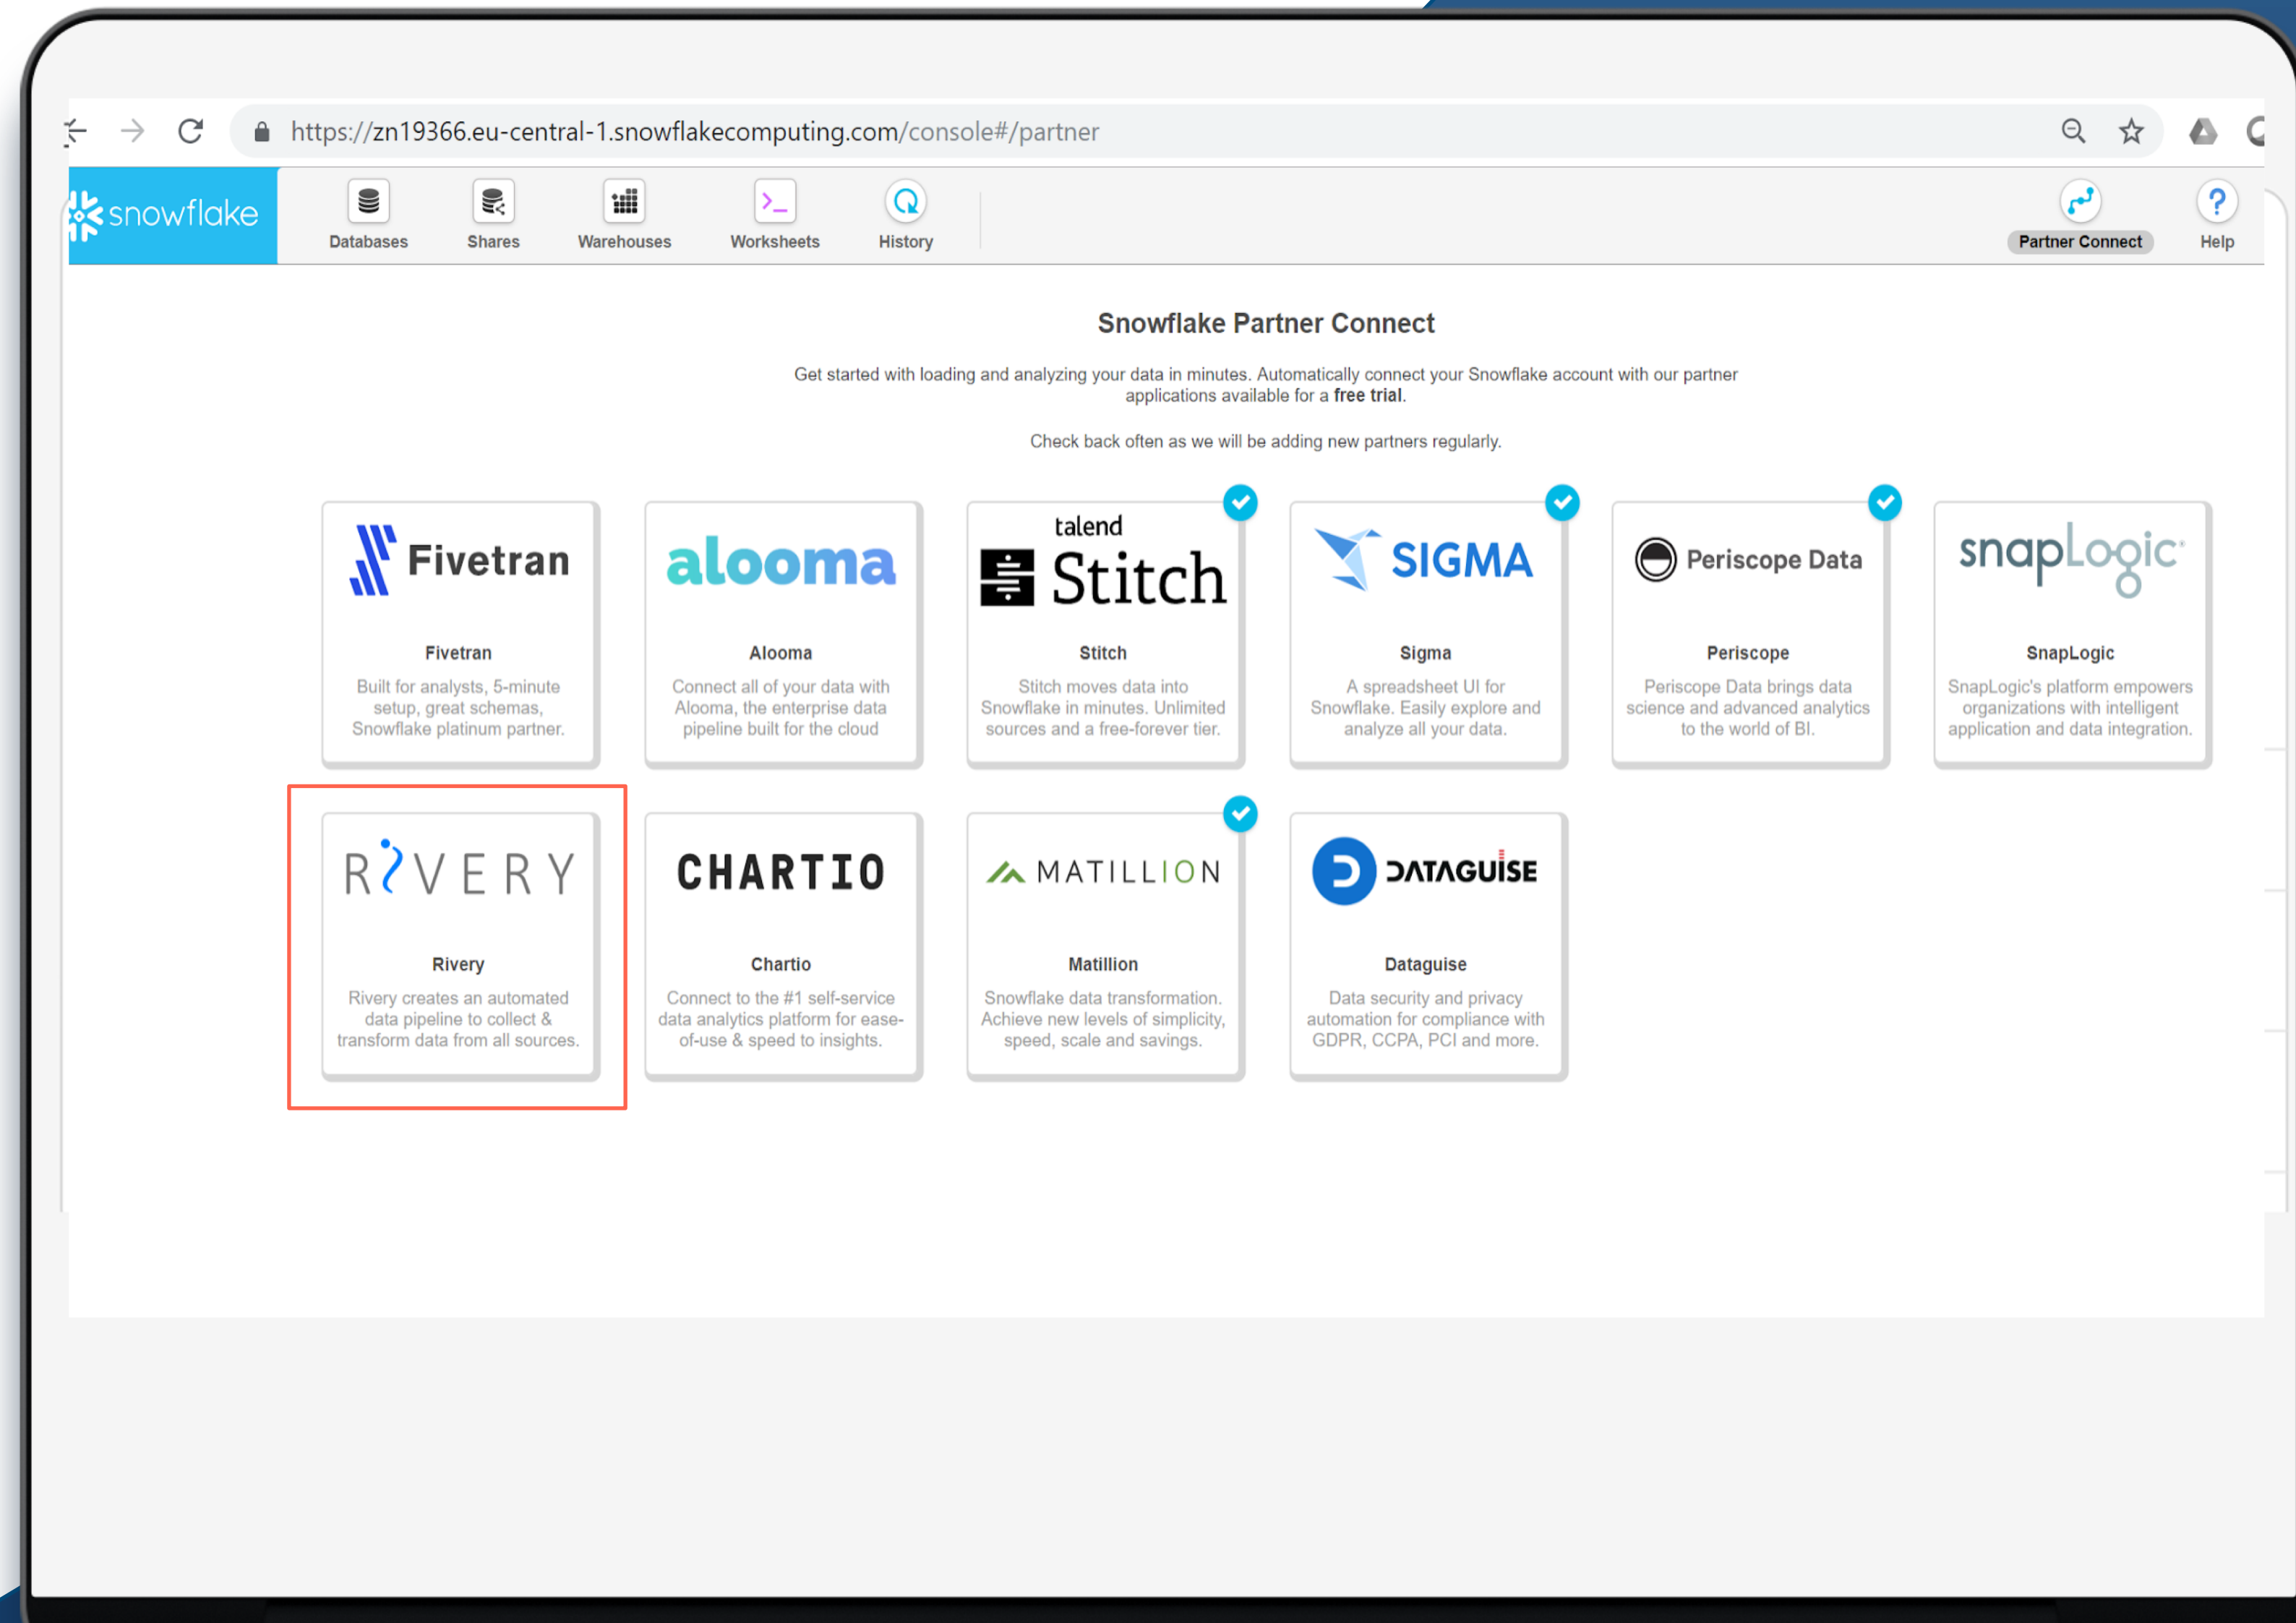 https://zn19366.eu-central-1.snowflakecomputing.com/console#/partner
snowflake
Databases
Shares
Warehouses
Worksheets
History
Partner Connect
Help
Snowflake Partner Connect
Get started with loading and analyzing your data in minutes. Automatically connect your Snowflake account with our partner
applications available for a free trial.
Check back often as we will be adding new partners regularly.
Fivetran
Fivetran
Built for analysts, 5-minute
setup, great schemas,
Snowflake platinum partner.
alooma
Alooma
Connect all of your data with
Alooma, the enterprise data
pipeline built for the cloud
talend
Stitch
Stitch
Stitch moves data into
Snowflake in minutes. Unlimited
sources and a free-forever tier.
SIGMA
Sigma
A spreadsheet UI for
Snowflake. Easily explore and
analyze all your data.
Periscope Data
Periscope
Periscope Data brings data
science and advanced analytics
to the world of BI.
snapLogic
SnapLogic
SnapLogic's platform empowers
organizations with intelligent
application and data integration.
RIVERY
Rivery
Rivery creates an automated
data pipeline to collect &
transform data from all sources.
CHARTIO
Chartio
Connect to the #1 self-service
data analytics platform for ease-
of-use & speed to insights.
MATILLION
Matillion
Snowflake data transformation.
Achieve new levels of simplicity,
speed, scale and savings.
DATAGUISE
Dataguise
Data security and privacy
automation for compliance with
GDPR, CCPA, PCI and more.